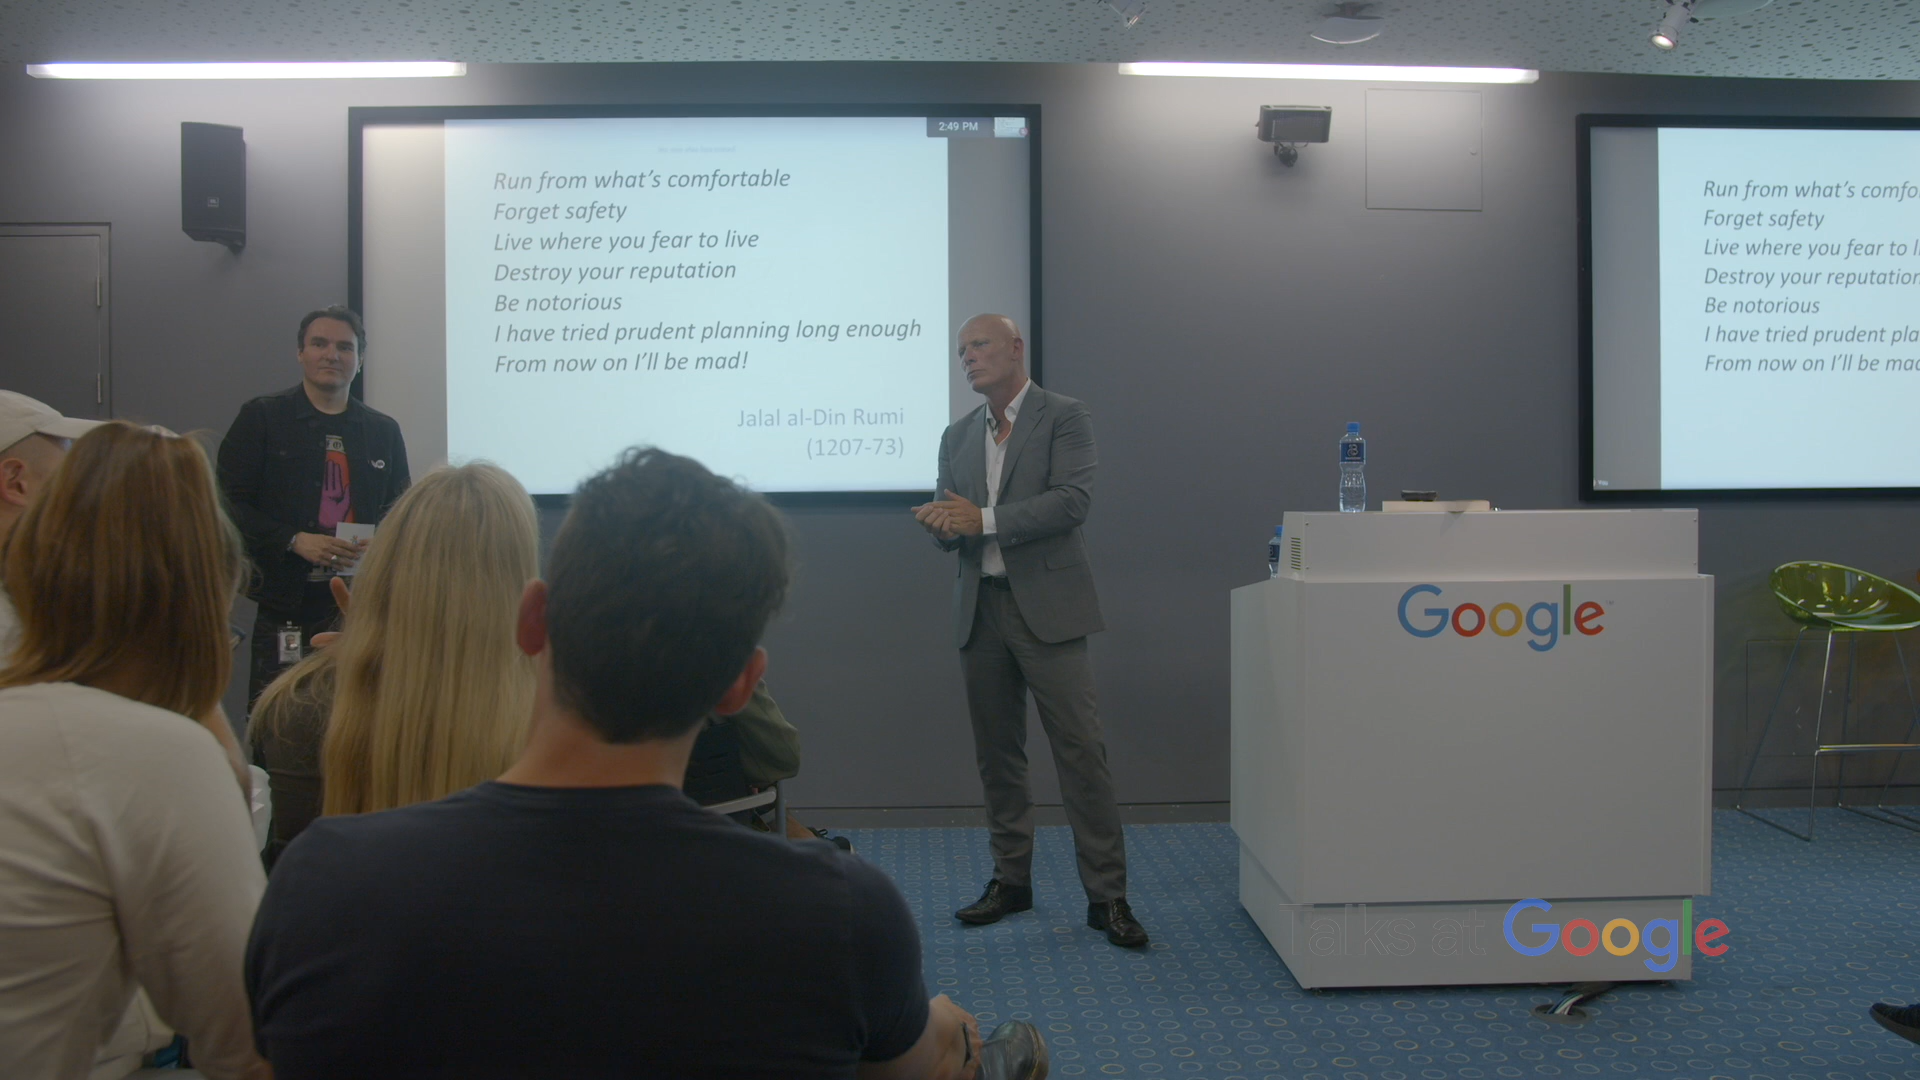 2:49 PM
Run from what's comfortable
Forget safety
Live where you fear to live
Destroy your reputation
Be notorious
I have tried prudent planning long enough
From now on I'll be mad!
Jalal al-Din Rumi
(1207-73)
Run from what's comfo
Forget safety
Live where you fear to li
Destroy your reputation
Be notorious
I have tried prudent pla
From now on I'll be mad
You
Google
Talks at Google
JBL